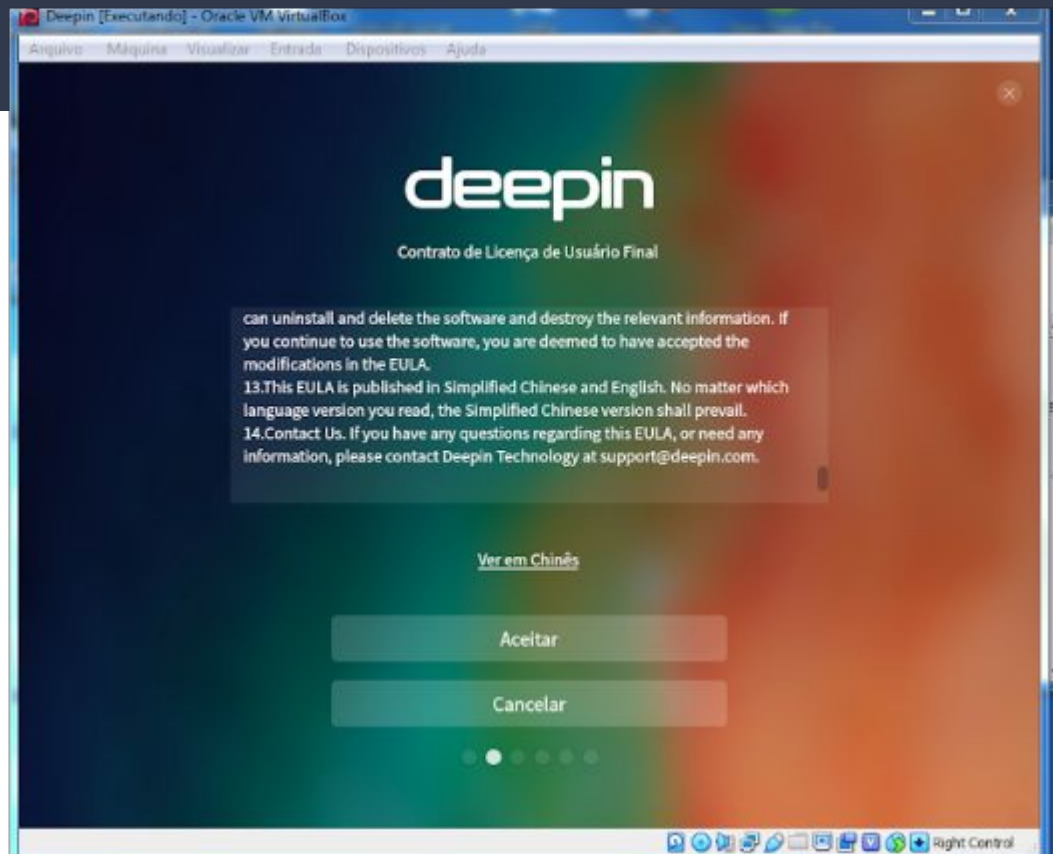 Deepin [Executando] - Oracle VM VirtualBox
Arquivo Máquina Visualizar Entrada Dispositivos Ajuda
deepin
Contrato de Licença de Usuário Final
can uninstall and delete the software and destroy the relevant information. If
you continue to use the software, you are deemed to have accepted the
modifications in the EULA.
13.This EULA is published in Simplified Chinese and English. No matter which
language version you read, the Simplified Chinese version shall prevail.
14.Contact Us. If you have any questions regarding this EULA, or need any
information, please contact Deepin Technology at support@deepin.com.
Ver em Chinês
Aceitar
Cancelar
Right Control